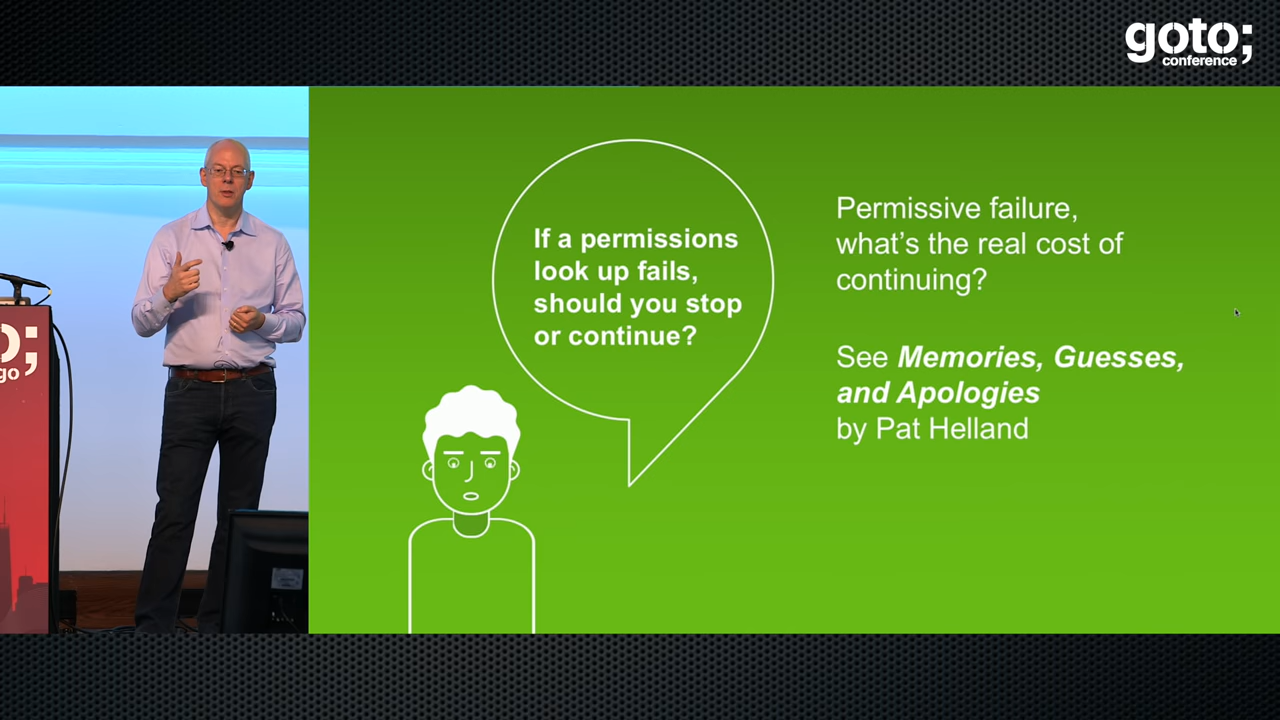 goto;
conference
If a permissions
look up fails,
should you stop
or continue?
Permissive failure,
what's the real cost of
continuing?
See Memories, Guesses,
and Apologies
by Pat Helland
o;
go